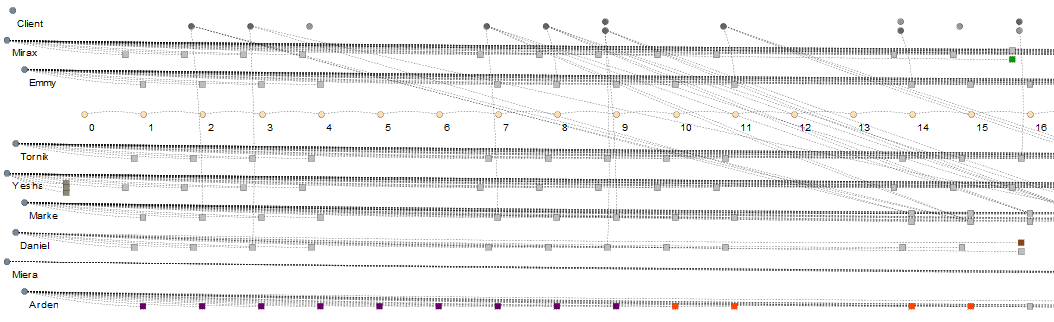 Client
Mirax
Emmy
0 1 2 3 4 5 6 7 8 9 10 11 12 13 14 15 16
Tornik
Yesha
Marke
Daniel
Miera
Arden